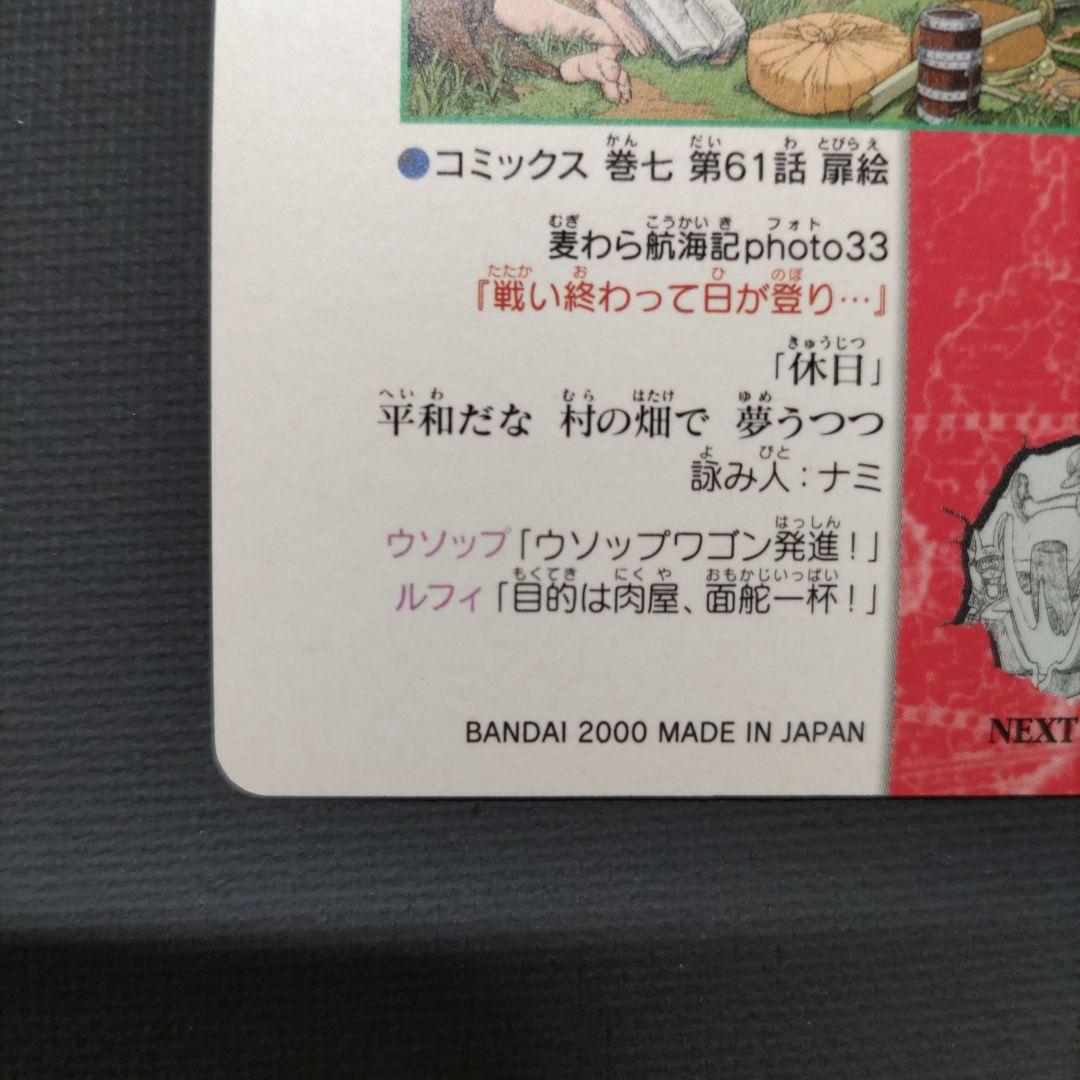 ●コミックス 巻七 第61話 扉絵
麦わら航海記photo33
『戦い終わって日が登り…』
「休日」
平和だな 村の畑で 夢うつつ
詠み人：ナミ
ウソップ「ウソップワゴン発進！」
ルフィ「目的は肉屋、面舵一杯！」
BANDAI 2000 MADE IN JAPAN
NEXT